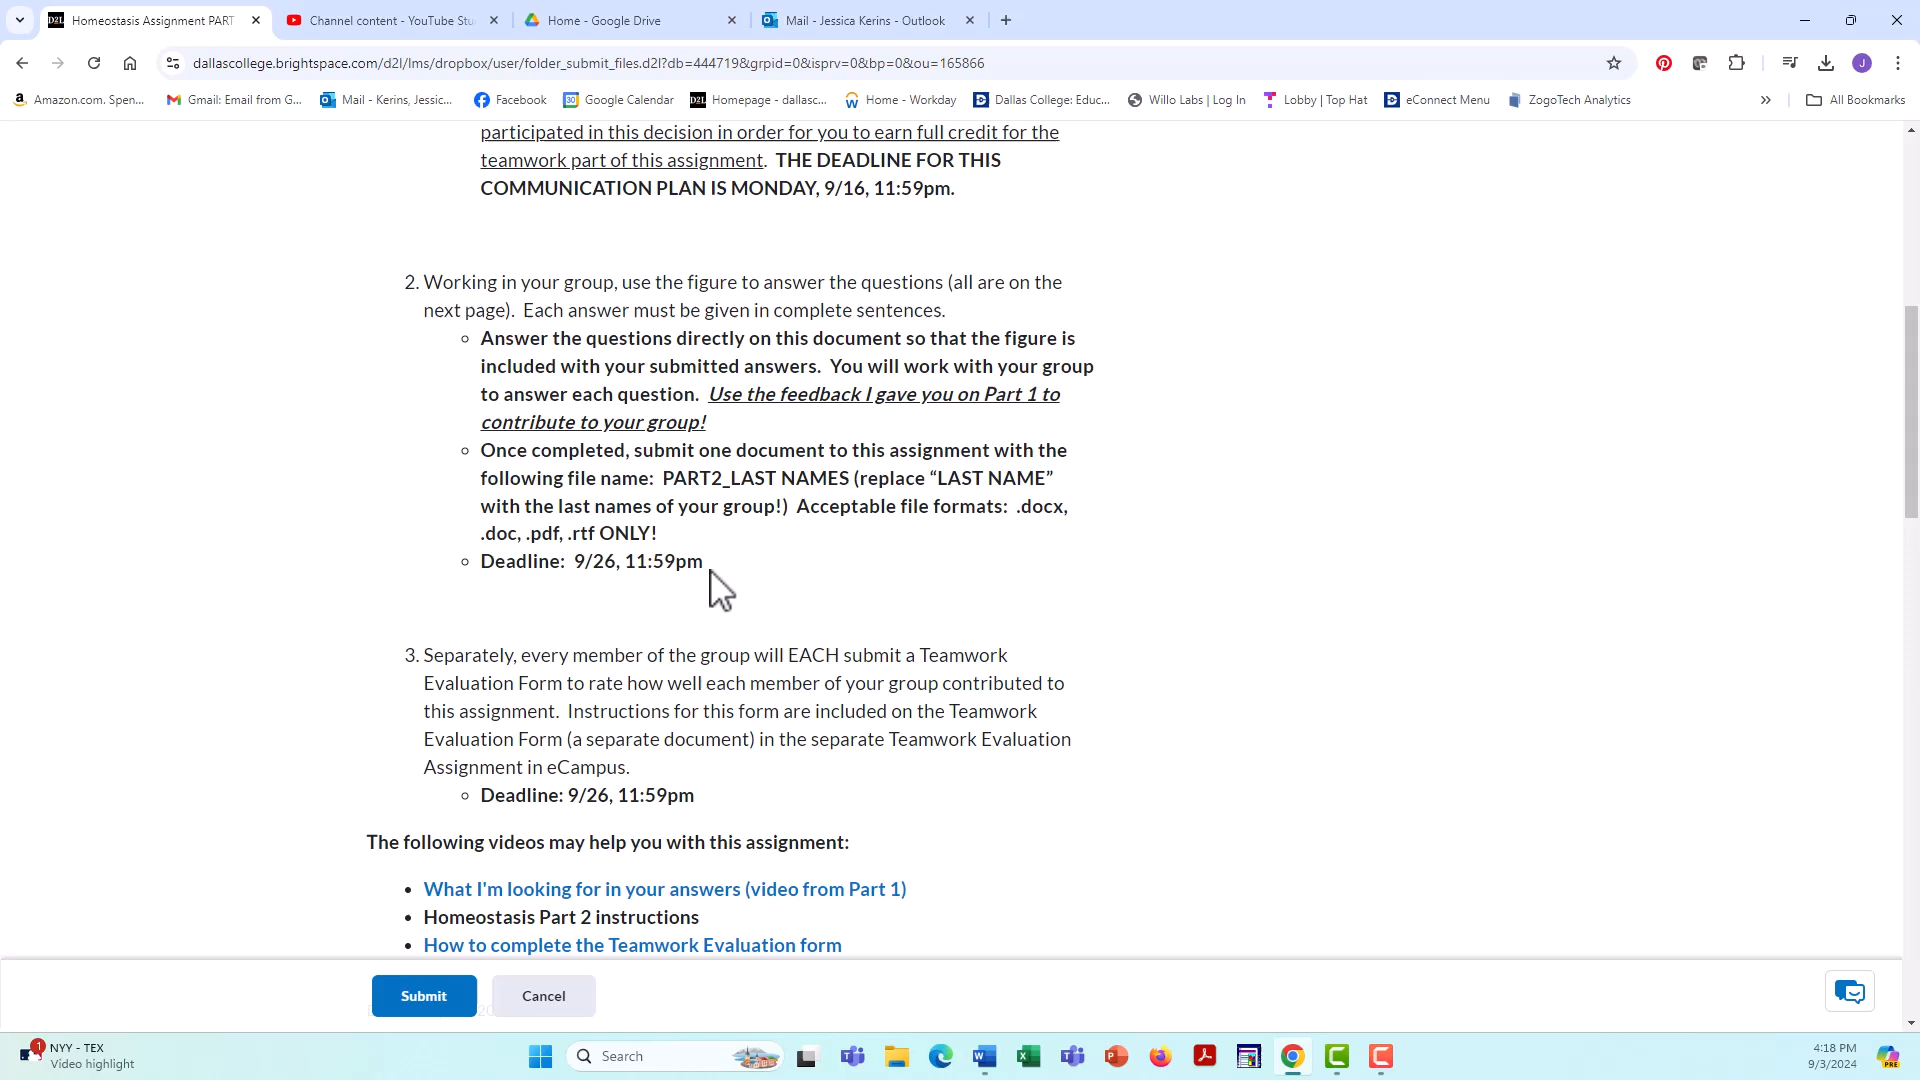 Homeostasis Assignment PART
Channel content - YouTube Stu
Home - Google Drive
Mail - Jessica Kerins - Outlook
dallascollege.brightspace.com/d2l/lms/dropbox/user/folder_submit_files.d2l?db=444719&grpid=0&isprv=0&bp=0&ou=165866
Amazon.com. Spen...
Gmail: Email from G...
Mail - Kerins, Jessic...
Facebook
Google Calendar
Homepage - dallasc...
Home - Workday
Dallas College: Educ...
Willo Labs | Log In
Lobby | Top Hat
eConnect Menu
ZogoTech Analytics
All Bookmarks
participated in this decision in order for you to earn full credit for the
teamwork part of this assignment. THE DEADLINE FOR THIS
COMMUNICATION PLAN IS MONDAY, 9/16, 11:59pm.
2. Working in your group, use the figure to answer the questions (all are on the
next page). Each answer must be given in complete sentences.
Answer the questions directly on this document so that the figure is
included with your submitted answers. You will work with your group
to answer each question. Use the feedback I gave you on Part 1 to
contribute to your group!
Once completed, submit one document to this assignment with the
following file name: PART2_LAST NAMES (replace “LAST NAME”
with the last names of your group!) Acceptable file formats: .docx,
.doc, .pdf, .rtf ONLY!
Deadline: 9/26, 11:59pm
3. Separately, every member of the group will EACH submit a Teamwork
Evaluation Form to rate how well each member of your group contributed to
this assignment. Instructions for this form are included on the Teamwork
Evaluation Form (a separate document) in the separate Teamwork Evaluation
Assignment in eCampus.
Deadline: 9/26, 11:59pm
The following videos may help you with this assignment:
What I'm looking for in your answers (video from Part 1)
Homeostasis Part 2 instructions
How to complete the Teamwork Evaluation form
Submit
Cancel
NYY - TEX
Video highlight
Search
4:18 PM
9/3/2024